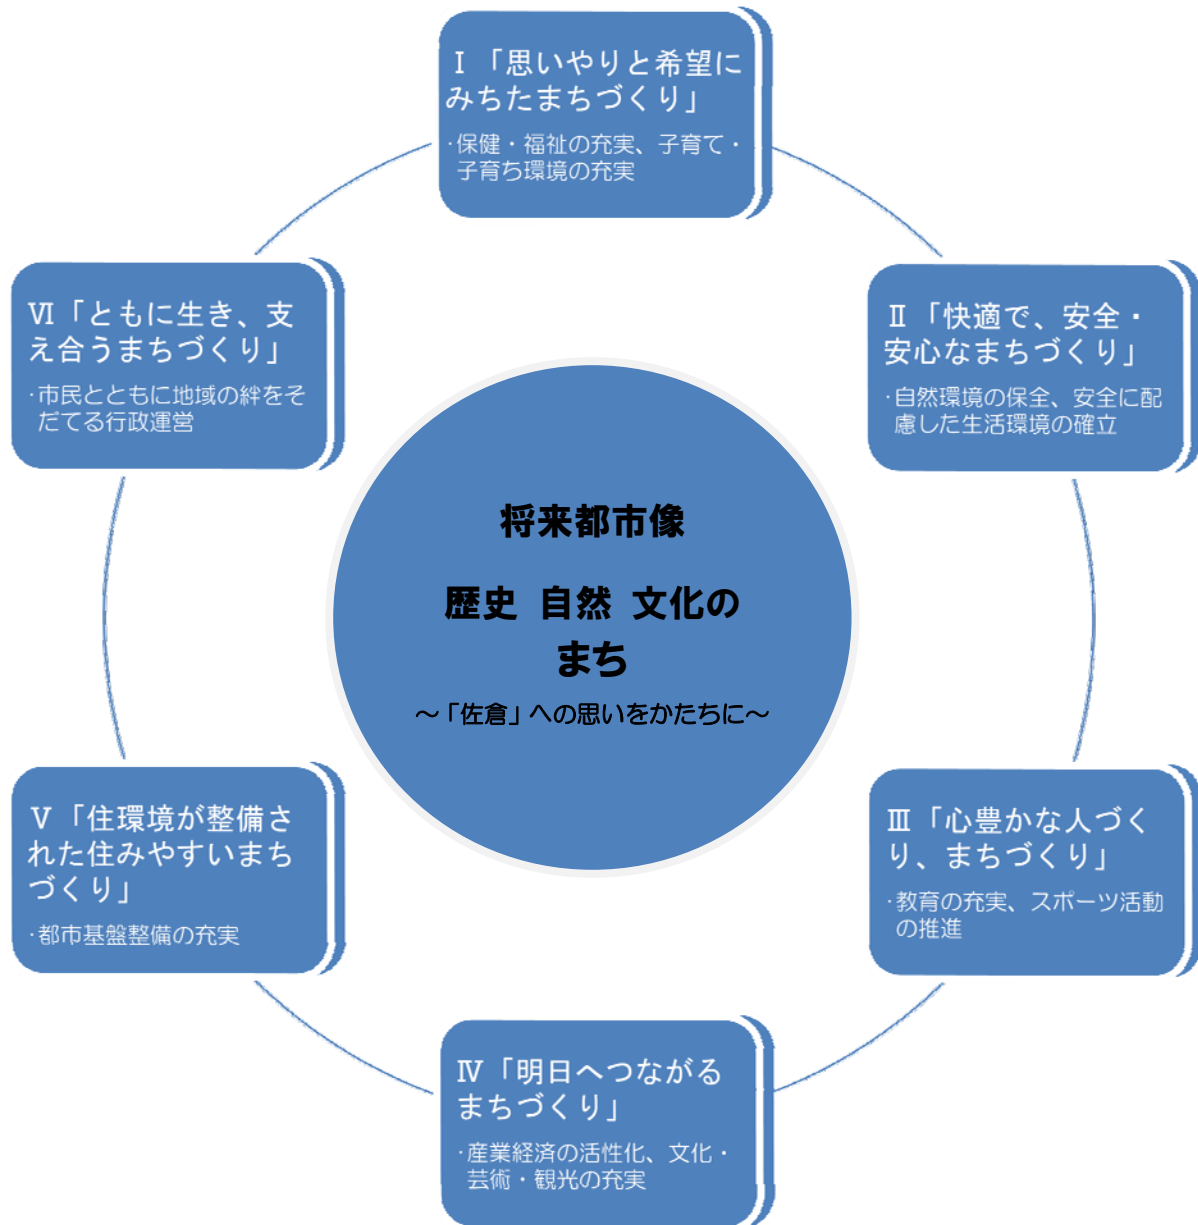 Ⅰ「思いやりと希望に
みちたまちづくり」
・保健・福祉の充実、子育て・
子育ち環境の充実
Ⅱ「快適で、安全・
安心なまちづくり」
・自然環境の保全、安全に配
慮した生活環境の確立
Ⅲ「心豊かな人づく
り、まちづくり」
・教育の充実、スポーツ活動
の推進
Ⅳ「明日へつながる
まちづくり」
・産業経済の活性化、文化・
芸術・観光の充実
Ⅴ「住環境が整備さ
れた住みやすいまち
づくり」
・都市基盤整備の充実
Ⅵ「ともに生き、支
え合うまちづくり」
・市民とともに地域の絆をそ
だてる行政運営
将来都市像
歴史 自然 文化の
まち
～「佐倉」への思いをかたちに～